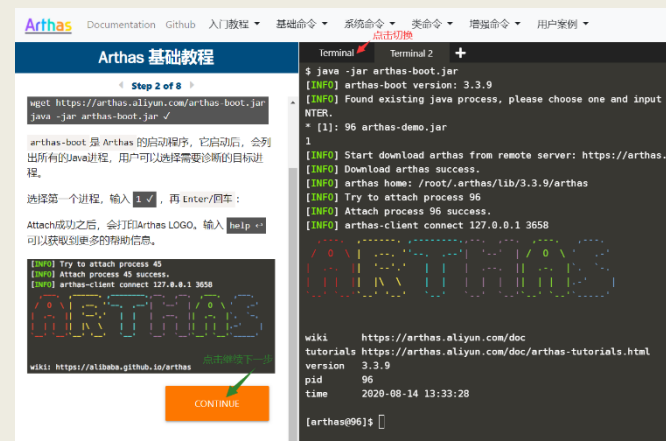 Arthas Documentation Github 入门教程 基础命令 系统命令 类命令 增强命令 用户案例
点击切换
Arthas 基础教程
Step 2 of 8
wget https://arthas.aliyun.com/arthas-boot.jar
java -jar arthas-boot.jar ✓
arthas-boot 是 Arthas 的启动程序，它启动后，会列
出所有的Java进程，用户可以选择需要诊断的目标进
程。
选择第一个进程，输入 1 ✓ ，再 Enter/回车 ：
Attach成功之后，会打印Arthas LOGO。输入 help ↵
可以获取到更多的帮助信息。
[INFO] Try to attach process 45
[INFO] Attach process 45 success.
[INFO] arthas-client connect 127.0.0.1 3658
ARTHAS
wiki: https://alibaba.github.io/arthas
点击继续下一步
CONTINUE
Terminal Terminal 2 +
$ java -jar arthas-boot.jar
[INFO] arthas-boot version: 3.3.9
[INFO] Found existing java process, please choose one and input
NTER.
* [1]: 96 arthas-demo.jar
1
[INFO] Start download arthas from remote server: https://arthas.
[INFO] Download arthas success.
[INFO] arthas home: /root/.arthas/lib/3.3.9/arthas
[INFO] Try to attach process 96
[INFO] Attach process 96 success.
[INFO] arthas-client connect 127.0.0.1 3658
ARTHAS
wiki https://arthas.aliyun.com/doc
tutorials https://arthas.aliyun.com/doc/arthas-tutorials.html
version 3.3.9
pid 96
time 2020-08-14 13:33:28
[arthas@96]$